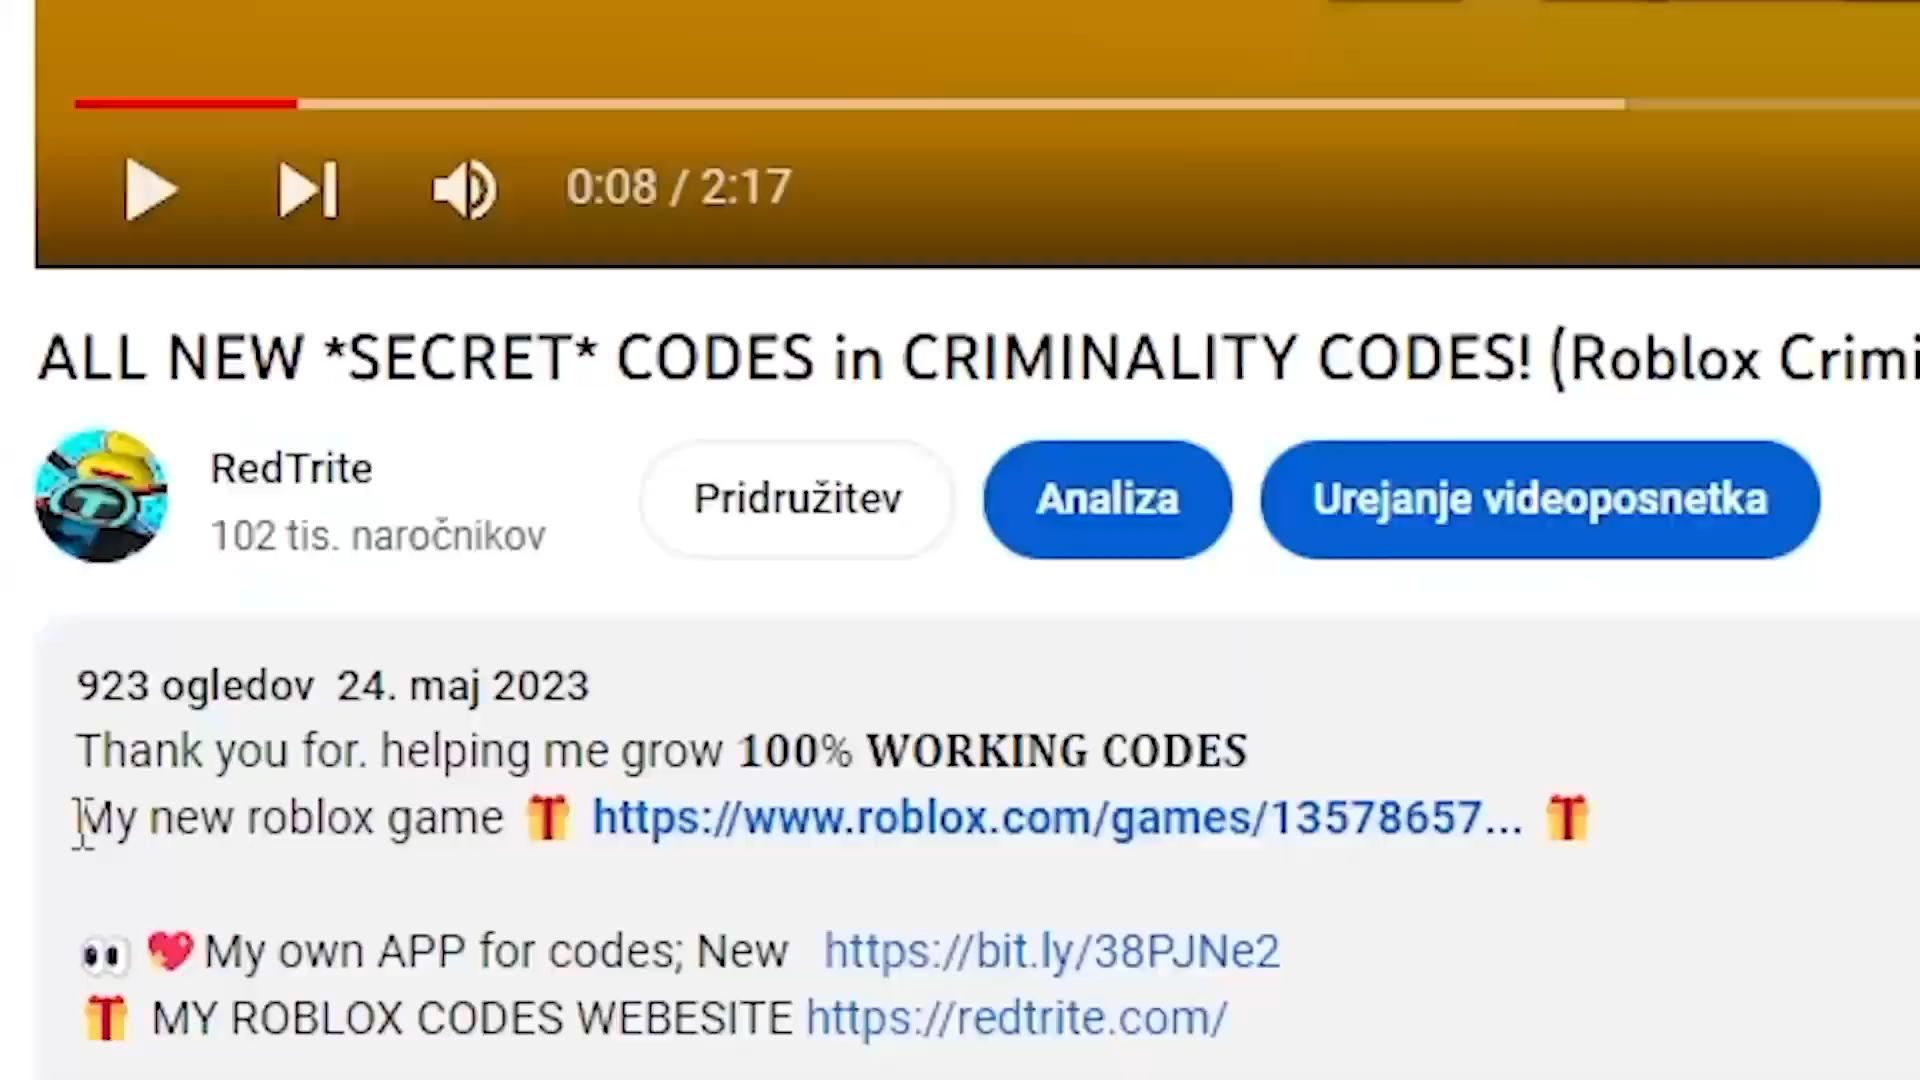 0:08 / 2:17
ALL NEW *SECRET* CODES in CRIMINALITY CODES! (Roblox Crimi
RedTrite
102 tis. naročnikov
Pridružitev
Analiza
Urejanje videoposnetka
923 ogledov 24. maj 2023
Thank you for. helping me grow 100% WORKING CODES
My new roblox game 🎁 https://www.roblox.com/games/13578657... 🎁
👀 💖 My own APP for codes; New https://bit.ly/38PJNe2
🎁 MY ROBLOX CODES WEBESITE https://redtrite.com/